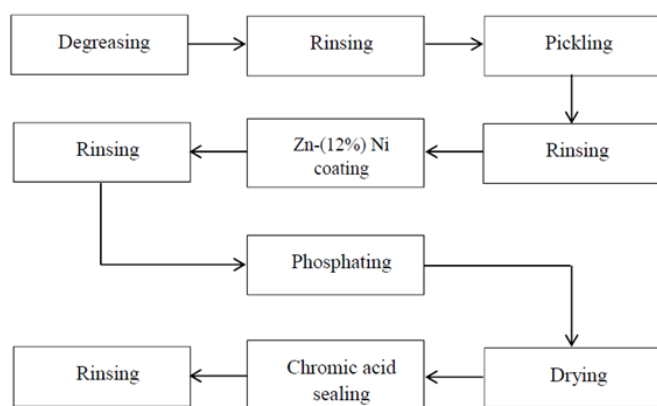 Degreasing
Rinsing
Pickling
Rinsing
Zn-(12%) Ni
coating
Rinsing
Phosphating
Drying
Chromic acid
sealing
Rinsing